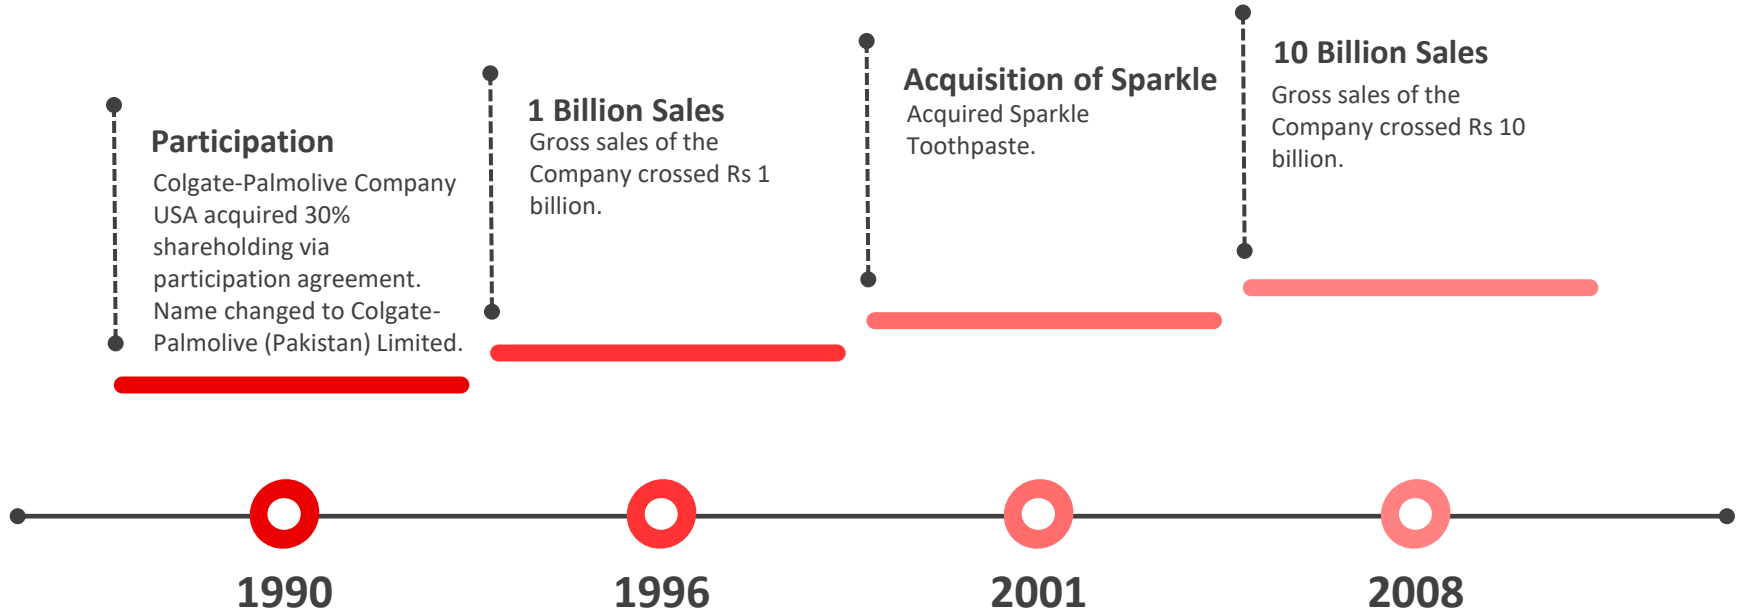 Participation
Colgate-Palmolive Company
USA acquired 30%
shareholding via
participation agreement.
Name changed to Colgate-
Palmolive (Pakistan) Limited.
1 Billion Sales
Gross sales of the
Company crossed Rs 1
billion.
Acquisition of Sparkle
Acquired Sparkle
Toothpaste.
10 Billion Sales
Gross sales of the
Company crossed Rs 10
billion.
1990
1996
2001
2008